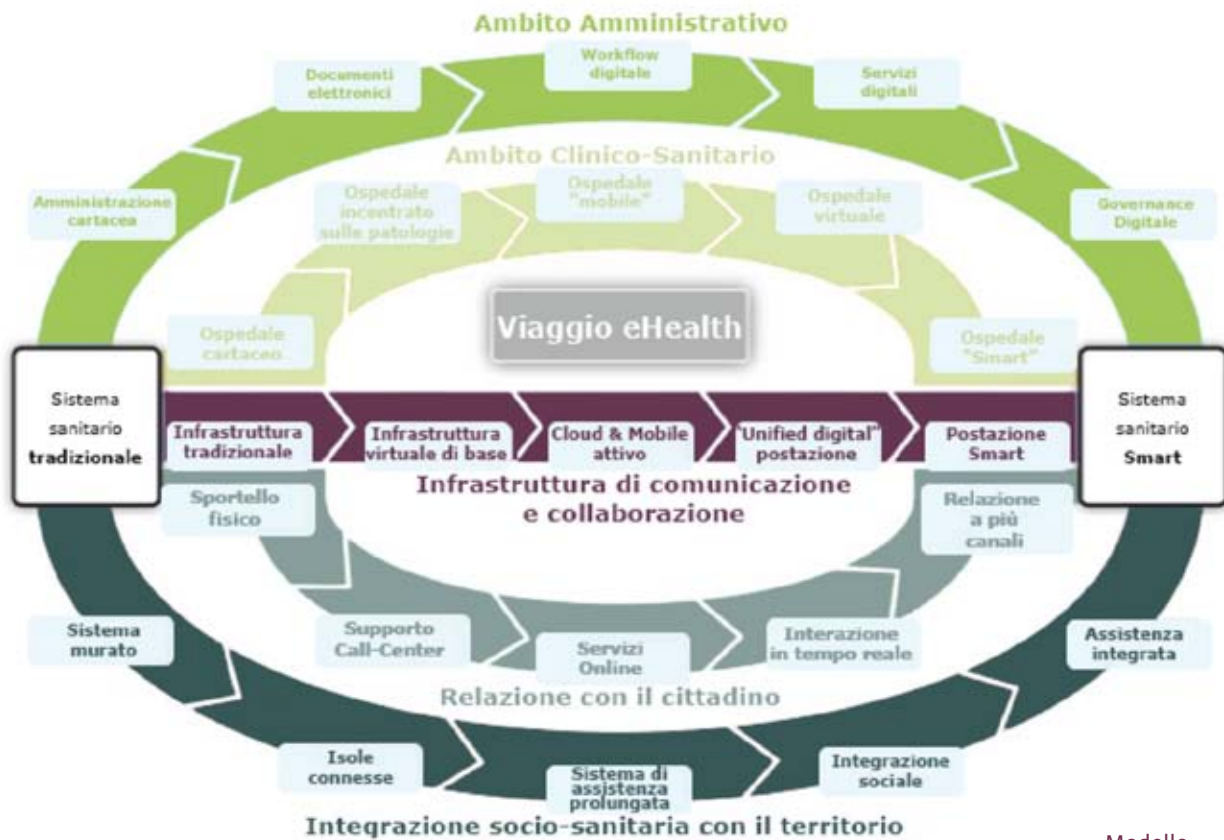 Ambito Amministrativo
Documenti
elettronici
Workflow
digitale
Servizi
digitali
Amministrazione
cartacea
Governance
Digitale
Ambito Clinico-Sanitario
Ospedale
incentrato
sulle patologie
Ospedale
"mobile"
Ospedale
virtuale
Ospedale
cartaceo
Ospedale
"Smart"
Viaggio eHealth
Sistema
sanitario
tradizionale
Sistema
sanitario
Smart
Infrastruttura
tradizionale
Infrastruttura
virtuale di base
Cloud & Mobile
attivo
"Unified digital"
postazione
Postazione
Smart
Infrastruttura di comunicazione
e collaborazione
Sportello
fisico
Supporto
Call-Center
Servizi
Online
Interazione
in tempo reale
Relazione
a più
canali
Relazione con il cittadino
Sistema
murato
Isole
connesse
Sistema di
assistenza
prolungata
Integrazione
sociale
Assistenza
integrata
Integrazione socio-sanitaria con il territorio